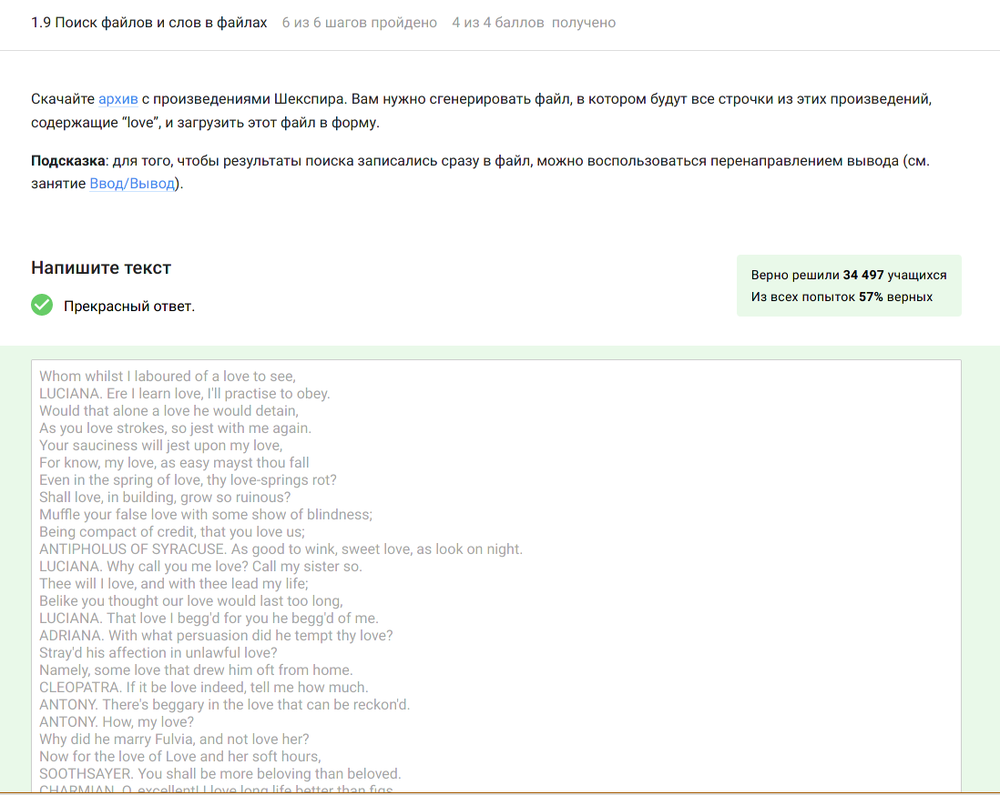 1.9 Поиск файлов и слов в файлах 6 из 6 шагов пройдено 4 из 4 баллов получено
Скачайте архив с произведениями Шекспира. Вам нужно сгенерировать файл, в котором будут все строчки из этих произведений,
содержащие “love”, и загрузить этот файл в форму.
Подсказка: для того, чтобы результаты поиска записались сразу в файл, можно воспользоваться перенаправлением вывода (см.
занятие Ввод/Вывод).
Напишите текст
Прекрасный ответ.
Верно решили 34 497 учащихся
Из всех попыток 57% верных
Whom whilst I laboured of a love to see,
LUCIANA. Ere I learn love, I'll practise to obey.
Would that alone a love he would detain,
As you love strokes, so jest with me again.
Your sauciness will jest upon my love,
For know, my love, as easy mayst thou fall
Even in the spring of love, thy love-springs rot?
Shall love, in building, grow so ruinous?
Muffle your false love with some show of blindness;
Being compact of credit, that you love us;
ANTIPHOLUS OF SYRACUSE. As good to wink, sweet love, as look on night.
LUCIANA. Why call you me love? Call my sister so.
Thee will I love, and with thee lead my life;
Belike you thought our love would last too long,
LUCIANA. That love I begg'd for you he begg'd of me.
ADRIANA. With what persuasion did he tempt thy love?
Stray'd his affection in unlawful love?
Namely, some love that drew him oft from home.
CLEOPATRA. If it be love indeed, tell me how much.
ANTONY. There's beggary in the love that can be reckon'd.
ANTONY. How, my love?
Why did he marry Fulvia, and not love her?
Now for the love of Love and her soft hours,
SOOTHSAYER. You shall be more beloving than beloved.
CHARMIAN. O, excellent! I love long life better than figs.